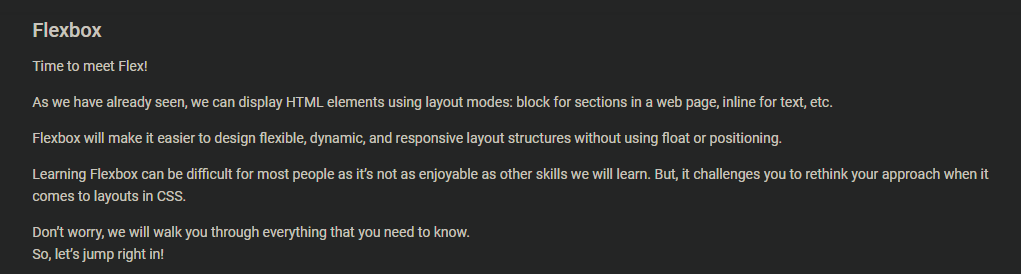 Flexbox
Time to meet Flex!
As we have already seen, we can display HTML elements using layout modes: block for sections in a web page, inline for text, etc.
Flexbox will make it easier to design flexible, dynamic, and responsive layout structures without using float or positioning.
Learning Flexbox can be difficult for most people as it’s not as enjoyable as other skills we will learn. But, it challenges you to rethink your approach when it
comes to layouts in CSS.
Don’t worry, we will walk you through everything that you need to know.
So, let’s jump right in!